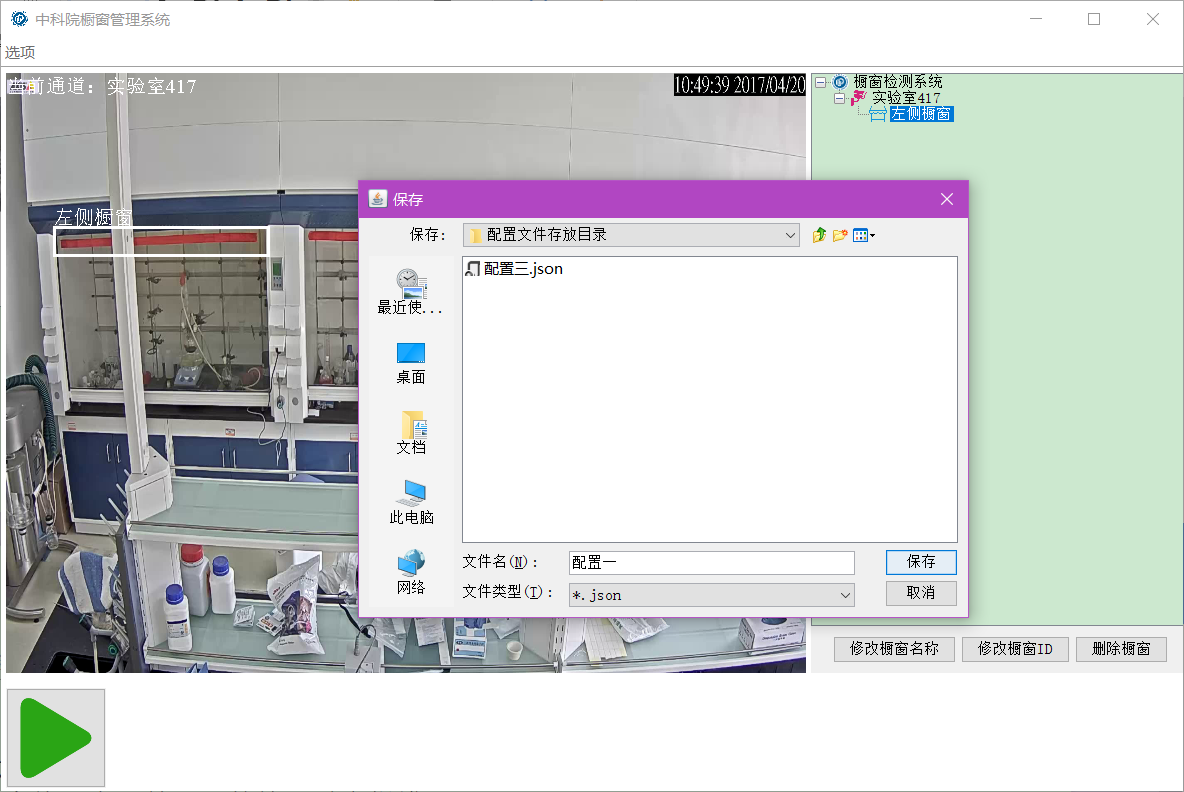 中科院橱窗管理系统
选项
当前通道：实验室417
10:49:39 2017/04/20
橱窗检测系统
实验室417
左侧橱窗
左侧橱窗
保存
保存：
配置文件存放目录
配置三.json
最近使...
桌面
文档
此电脑
网络
文件名(N)：
配置一
保存
文件类型(T)：
*.json
取消
修改橱窗名称
修改橱窗ID
删除橱窗